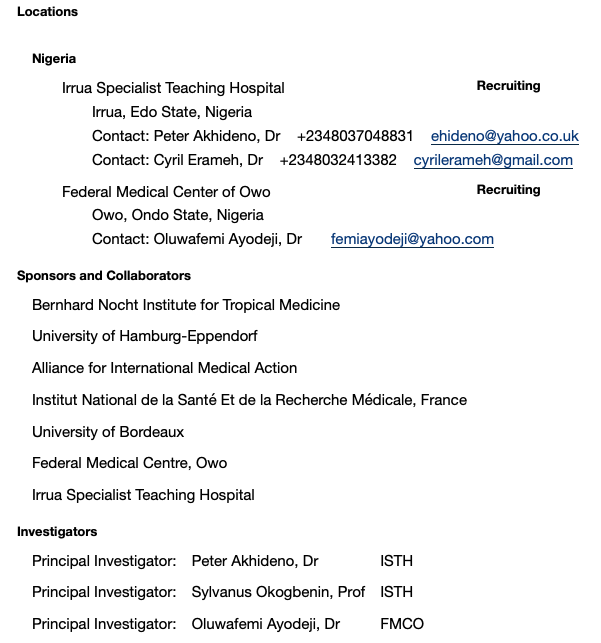 Locations
Nigeria
Irrua Specialist Teaching Hospital Recruiting
Irrua, Edo State, Nigeria
Contact: Peter Akhideno, Dr +2348037048831 ehideno@yahoo.co.uk
Contact: Cyril Erameh, Dr +2348032413382 cyrilerameh@gmail.com
Federal Medical Center of Owo Recruiting
Owo, Ondo State, Nigeria
Contact: Oluwafemi Ayodeji, Dr femiayodeji@yahoo.com
Sponsors and Collaborators
Bernhard Nocht Institute for Tropical Medicine
University of Hamburg-Eppendorf
Alliance for International Medical Action
Institut National de la Santé Et de la Recherche Médicale, France
University of Bordeaux
Federal Medical Centre, Owo
Irrua Specialist Teaching Hospital
Investigators
Principal Investigator: Peter Akhideno, Dr ISTH
Principal Investigator: Sylvanus Okogbenin, Prof ISTH
Principal Investigator: Oluwafemi Ayodeji, Dr FMCO